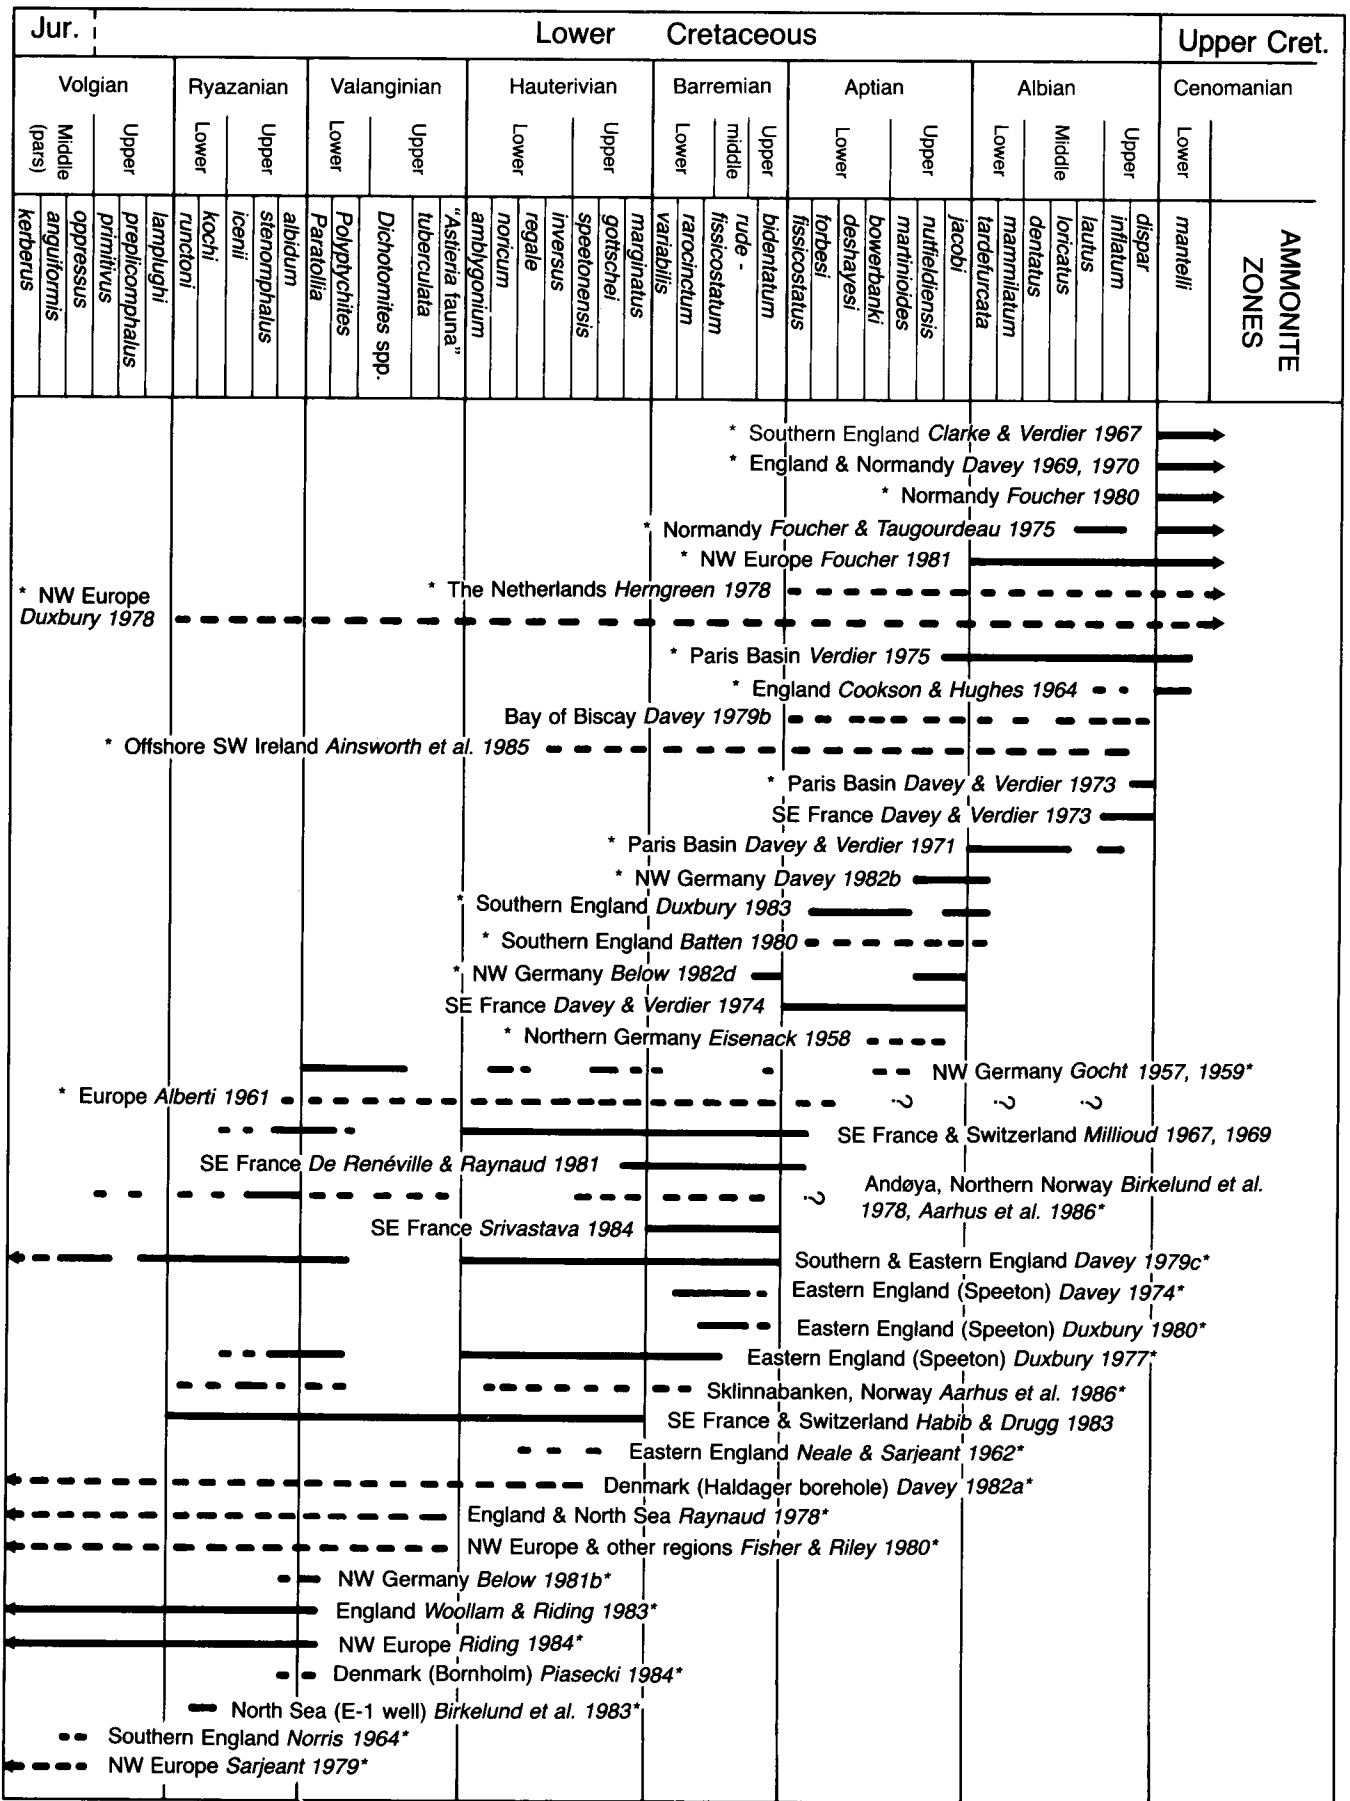 Jur. Lower Cretaceous Upper Cret.
Volgian Ryazanian Valanginian Hauterivian Barremian Aptian Albian Cenomanian
Middle (pars) Upper Lower Upper Lower Upper Lower Upper Lower middle Upper Lower Upper Lower Middle Upper Lower
kerberus
anguiformis
oppressus
primitivus
preplicomphalus
lamplughi
runctoni
kochi
icenii
stenomphalus
albidum
Paratollia
Polyptychites
Dichotomites spp.
tuberculata
"Astieria fauna"
amblygonium
noricum
regale
inversus
speetonensis
gottschei
marginatus
variabilis
rarocinctum
rude -
fissicostatum
bidentatum
fissicostatus
forbesi
deshayesi
bowerbanki
martinioides
nutfieldiensis
jacobi
tardefurcata
mammilatum
dentatus
loricatus
lautus
inflatum
dispar
mantelli
AMMONITE
ZONES
* Southern England Clarke & Verdier 1967
* England & Normandy Davey 1969, 1970
* Normandy Foucher 1980
* Normandy Foucher & Taugourdeau 1975
* NW Europe Foucher 1981
* The Netherlands Herngreen 1978
* NW Europe
Duxbury 1978
* Paris Basin Verdier 1975
* England Cookson & Hughes 1964
Bay of Biscay Davey 1979b
* Offshore SW Ireland Ainsworth et al. 1985
* Paris Basin Davey & Verdier 1973
SE France Davey & Verdier 1973
* Paris Basin Davey & Verdier 1971
* NW Germany Davey 1982b
* Southern England Duxbury 1983
* Southern England Batten 1980
* NW Germany Below 1982d
SE France Davey & Verdier 1974
* Northern Germany Eisenack 1958
NW Germany Gocht 1957, 1959*
* Europe Alberti 1961 ? ? ?
SE France & Switzerland Millioud 1967, 1969
SE France De Renéville & Raynaud 1981
? Andøya, Northern Norway Birkelund et al.
1978, Aarhus et al. 1986*
SE France Srivastava 1984
Southern & Eastern England Davey 1979c*
Eastern England (Speeton) Davey 1974*
Eastern England (Speeton) Duxbury 1980*
Eastern England (Speeton) Duxbury 1977*
Sklinnabanken, Norway Aarhus et al. 1986*
SE France & Switzerland Habib & Drugg 1983
Eastern England Neale & Sarjeant 1962*
Denmark (Haldager borehole) Davey 1982a*
England & North Sea Raynaud 1978*
NW Europe & other regions Fisher & Riley 1980*
NW Germany Below 1981b*
England Woollam & Riding 1983*
NW Europe Riding 1984*
Denmark (Bornholm) Piasecki 1984*
North Sea (E-1 well) Birkelund et al. 1983*
Southern England Norris 1964*
NW Europe Sarjeant 1979*